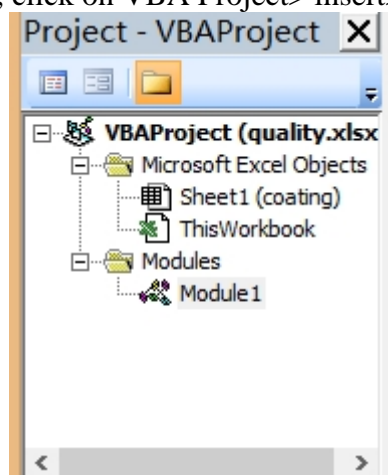 , click on VBA Project> insert.
Project - VBAProject
VBAProject (quality.xlsx
Microsoft Excel Objects
Sheet1 (coating)
ThisWorkbook
Modules
Module1